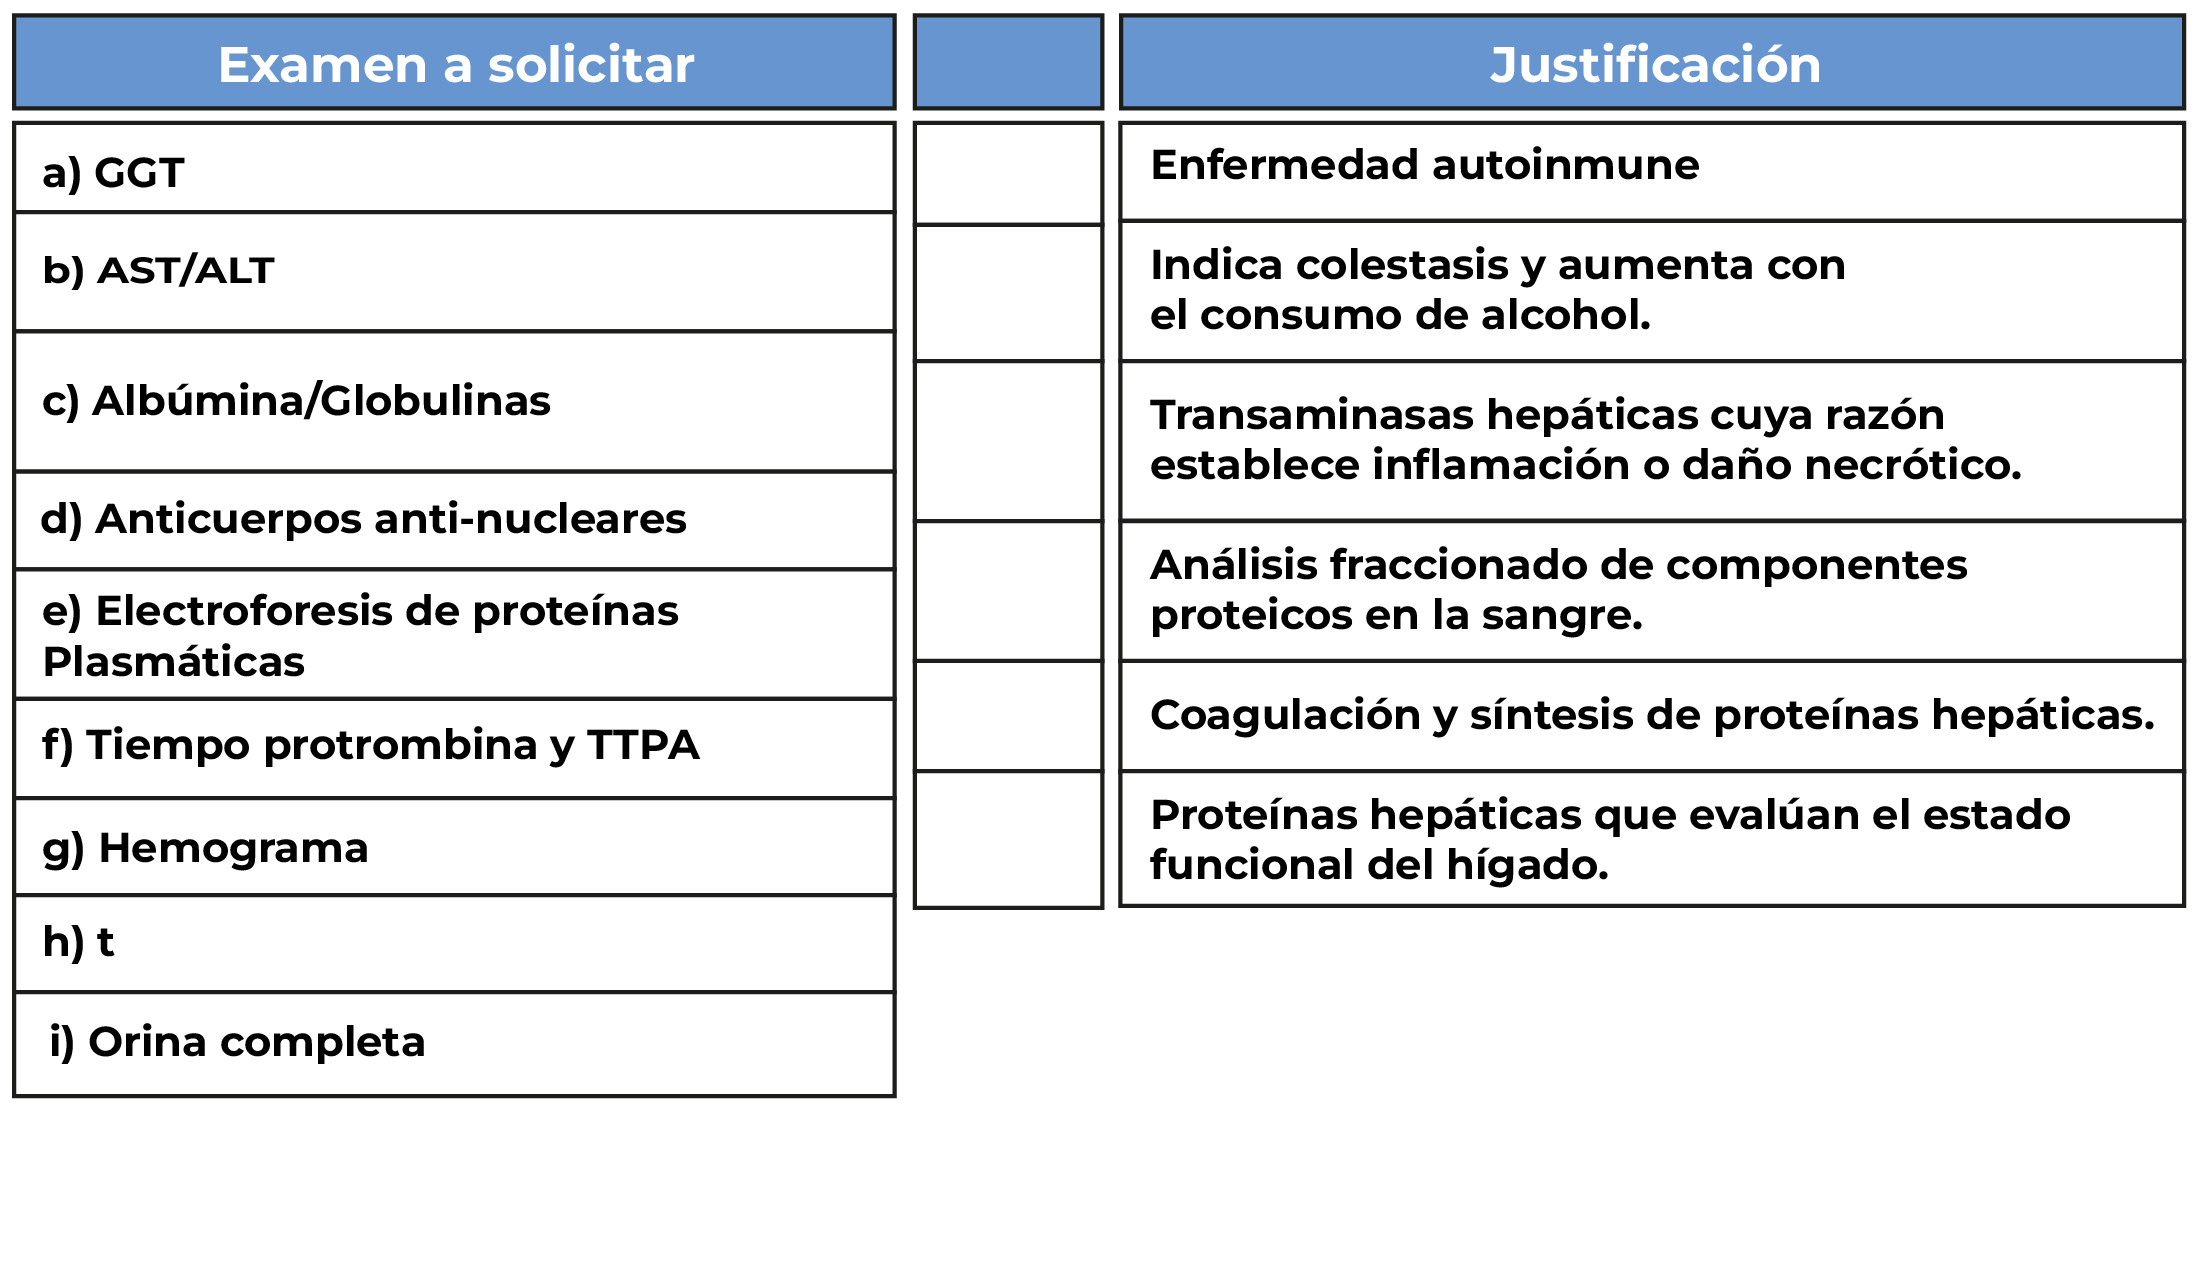 Examen a solicitar
Justificación
a) GGT
b) AST/ALT
c) Albúmina/Globulinas
d) Anticuerpos anti-nucleares
e) Electroforesis de proteínas
Plasmáticas
f) Tiempo protrombina y TTPA
g) Hemograma
h) t
i) Orina completa
Enfermedad autoinmune
Indica colestasis y aumenta con
el consumo de alcohol.
Transaminasas hepáticas cuya razón
establece inflamación o daño necrótico.
Análisis fraccionado de componentes
proteicos en la sangre.
Coagulación y síntesis de proteínas hepáticas.
Proteínas hepáticas que evalúan el estado
funcional del hígado.